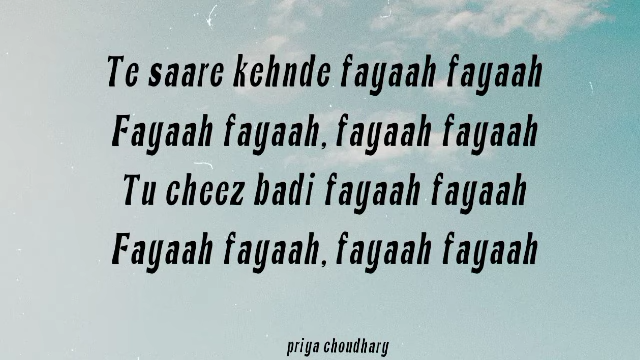 Te saare kehnde fayaah fayaah
Fayaah fayaah, fayaah fayaah
Tu cheez badi fayaah fayaah
Fayaah fayaah, fayaah fayaah
priya choudhary